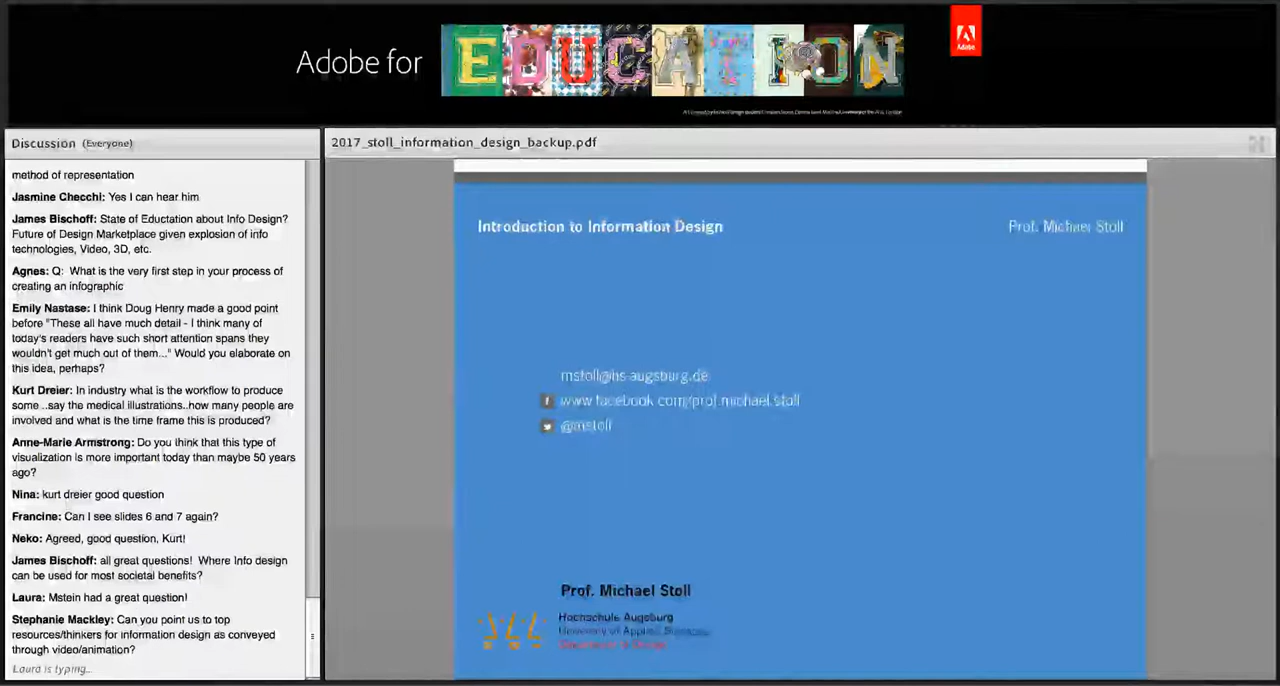 Adobe for EDUCATION
Adobe
Discussion (Everyone)
method of representation
Jasmine Checchi: Yes I can hear him
James Bischoff: State of Eductation about Info Design?
Future of Design Marketplace given explosion of info
technologies, Video, 3D, etc.
Agnes: Q:  What is the very first step in your process of
creating an infographic
Emily Nastase: I think Doug Henry made a good point
before "These all have much detail - I think many of
today's readers have such short attention spans they
wouldn't get much out of them..." Would you elaborate on
this idea, perhaps?
Kurt Dreier: In industry what is the workflow to produce
some ..say the medical illustrations..how many people are
involved and what is the time frame this is produced?
Anne-Marie Armstrong: Do you think that this type of
visualization is more important today than maybe 50 years
ago?
Nina: kurt dreier good question
Francine: Can I see slides 6 and 7 again?
Neko: Agreed, good question, Kurt!
James Bischoff: all great questions!  Where Info design
can be used for most societal benefits?
Laura: Mstein had a great question!
Stephanie Mackley: Can you point us to top
resources/thinkers for information design as conveyed
through video/animation?
Laura is typing...
2017_stoll_information_design_backup.pdf
Introduction to Information Design
Prof. Michael Stoll
mstoll@hs-augsburg.de
www.facebook.com/prof.michael.stoll
@mstoll
Prof. Michael Stoll
Hochschule Augsburg
University of Applied Sciences